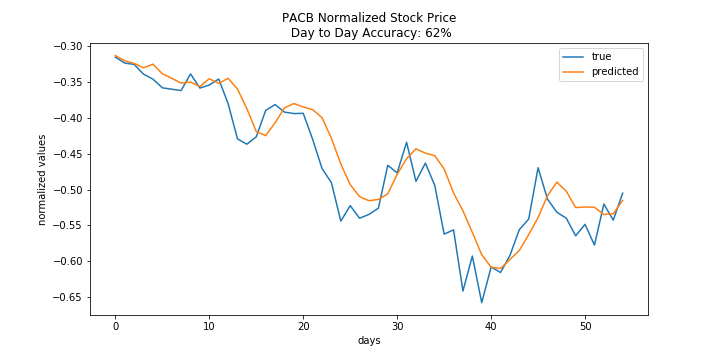 PACB Normalized Stock Price
Day to Day Accuracy: 62%
true
predicted
normalized values
−0.30
−0.35
−0.40
−0.45
−0.50
−0.55
−0.60
−0.65
0
10
20
30
40
50
days